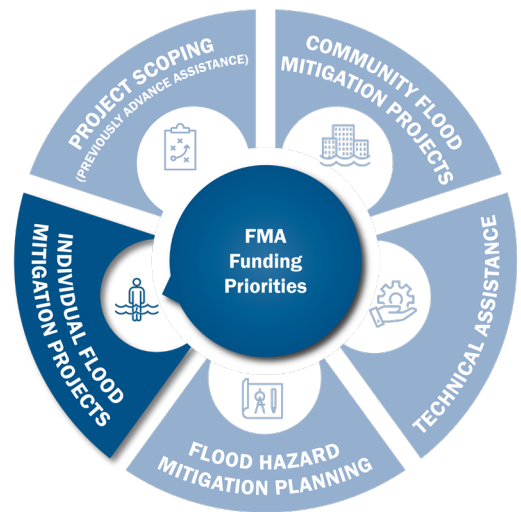 PROJECT SCOPING
(PREVIOUSLY ADVANCE ASSISTANCE)
COMMUNITY FLOOD
MITIGATION PROJECTS
TECHNICAL ASSISTANCE
FLOOD HAZARD
MITIGATION PLANNING
INDIVIDUAL FLOOD
MITIGATION PROJECTS
FMA
Funding
Priorities